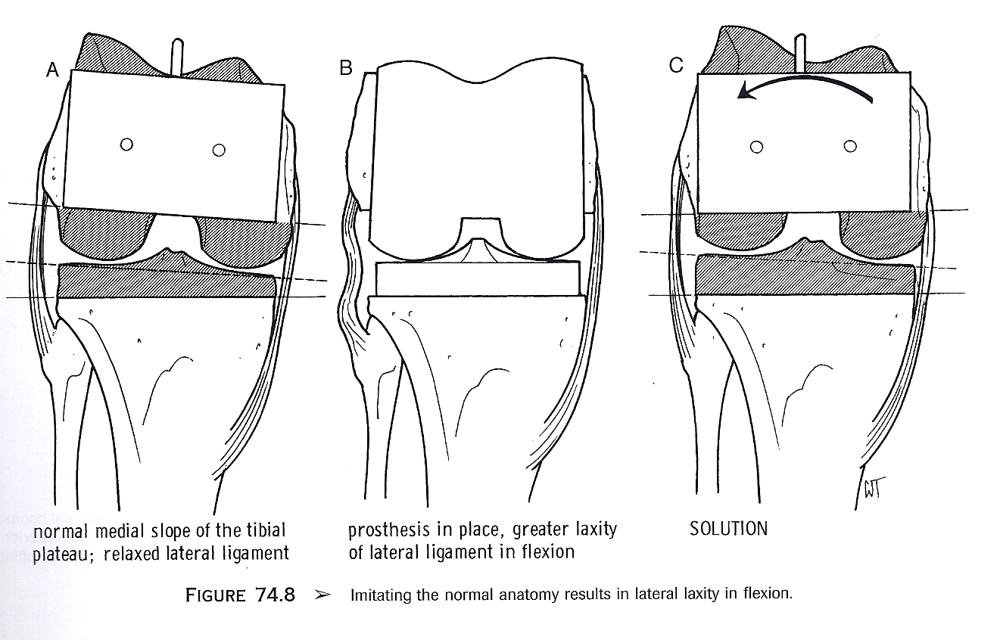 A
B
C
normal medial slope of the tibial
plateau; relaxed lateral ligament
prosthesis in place, greater laxity
of lateral ligament in flexion
SOLUTION
FIGURE 74.8 ➤ Imitating the normal anatomy results in lateral laxity in flexion.